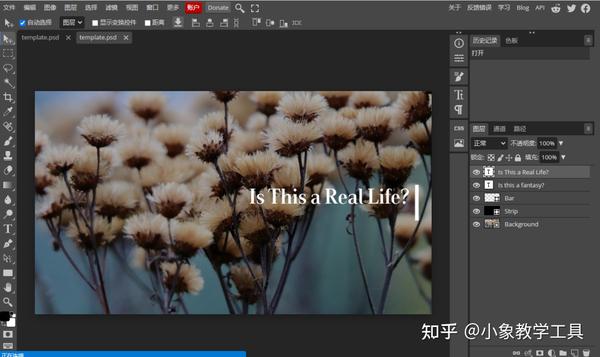 文件 编辑 图像 图层 选择 滤镜 视图 窗口 更多 账户 Donate 关于 反馈错误 学习 Blog API
自动选择 图层 显示变换控件 距离
template.psd template.psd
历史记录 色板
打开
CSS
图层 通道 路径
正常 不透明度: 100%
锁定: 填充: 100%
Is This a Real Life?
Is this a fantasy?
Bar
Strip
Background
Is This a Real Life?
知乎 @小象教学工具